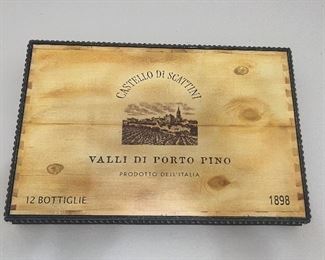 CASTELLO DI SCATTINI
VALLI DI PORTO PINO
PRODOTTO DELL'ITALIA
12 BOTTIGLIE 1898